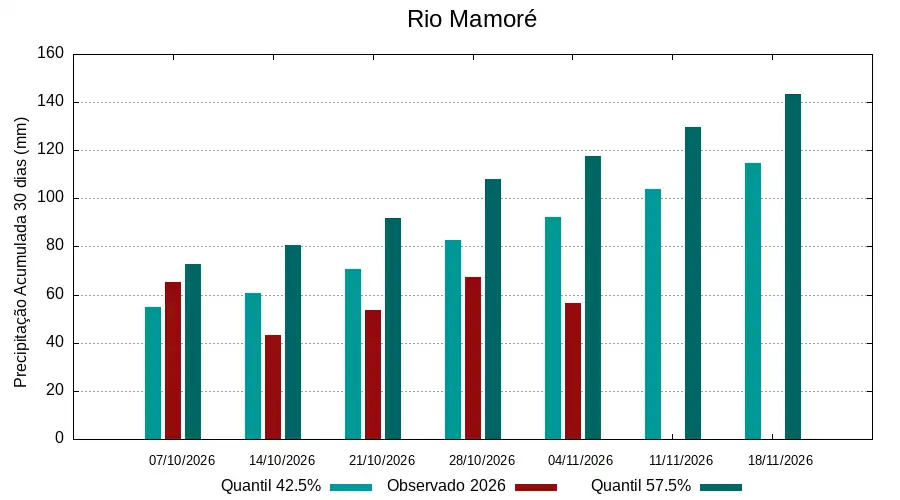 Rio Mamoré
Precipitação Acumulada 30 dias (mm)
160
140
120
100
80
60
40
20
0
07/10/2026 14/10/2026 21/10/2026 28/10/2026 04/11/2026 11/11/2026 18/11/2026
Quantil 42.5% Observado 2026 Quantil 57.5%